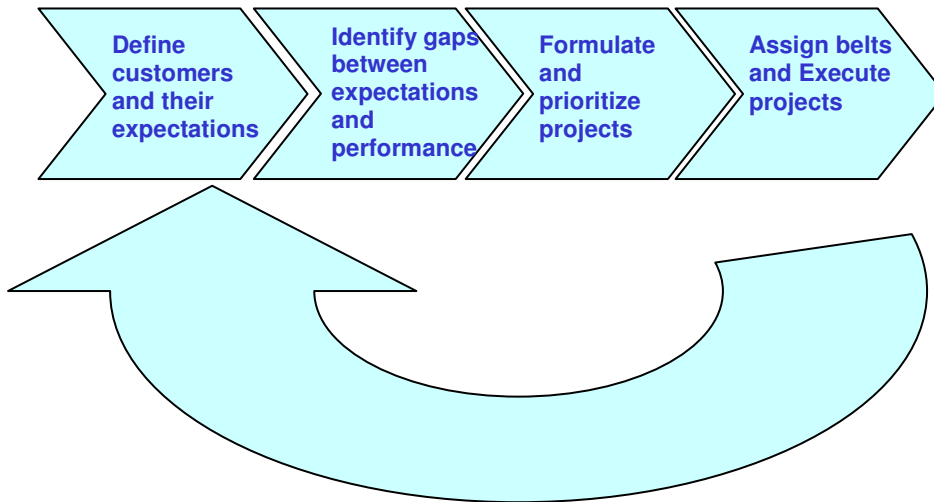 Define
customers
and their
expectations
Identify gaps
between
expectations
and
performance
Formulate
and
prioritize
projects
Assign belts
and Execute
projects